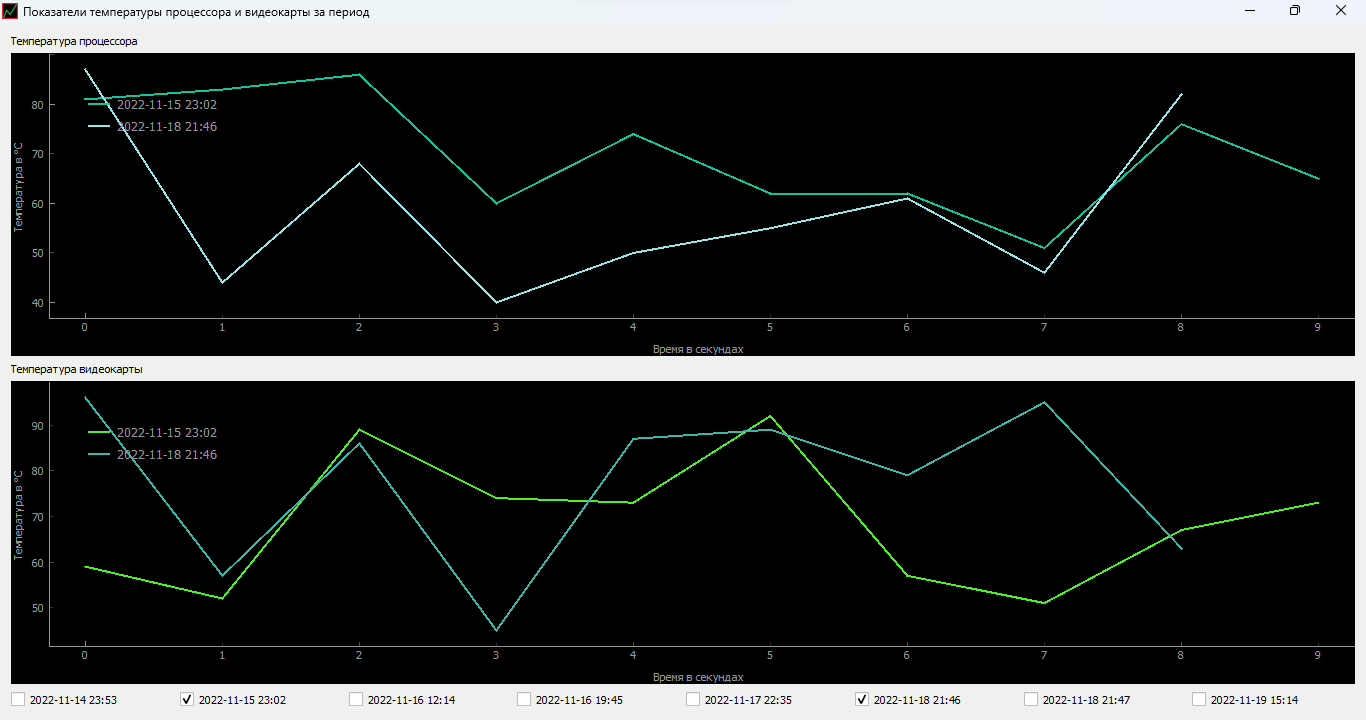 Показатели температуры процессора и видеокарты за период
Температура процессора
Температура в °C
80
70
60
50
40
2022-11-15 23:02
2022-11-18 21:46
0 1 2 3 4 5 6 7 8 9
Время в секундах
Температура видеокарты
Температура в °C
90
80
70
60
50
2022-11-15 23:02
2022-11-18 21:46
0 1 2 3 4 5 6 7 8 9
Время в секундах
2022-11-14 23:53 2022-11-15 23:02 2022-11-16 12:14 2022-11-16 19:45 2022-11-17 22:35 2022-11-18 21:46 2022-11-18 21:47 2022-11-19 15:14